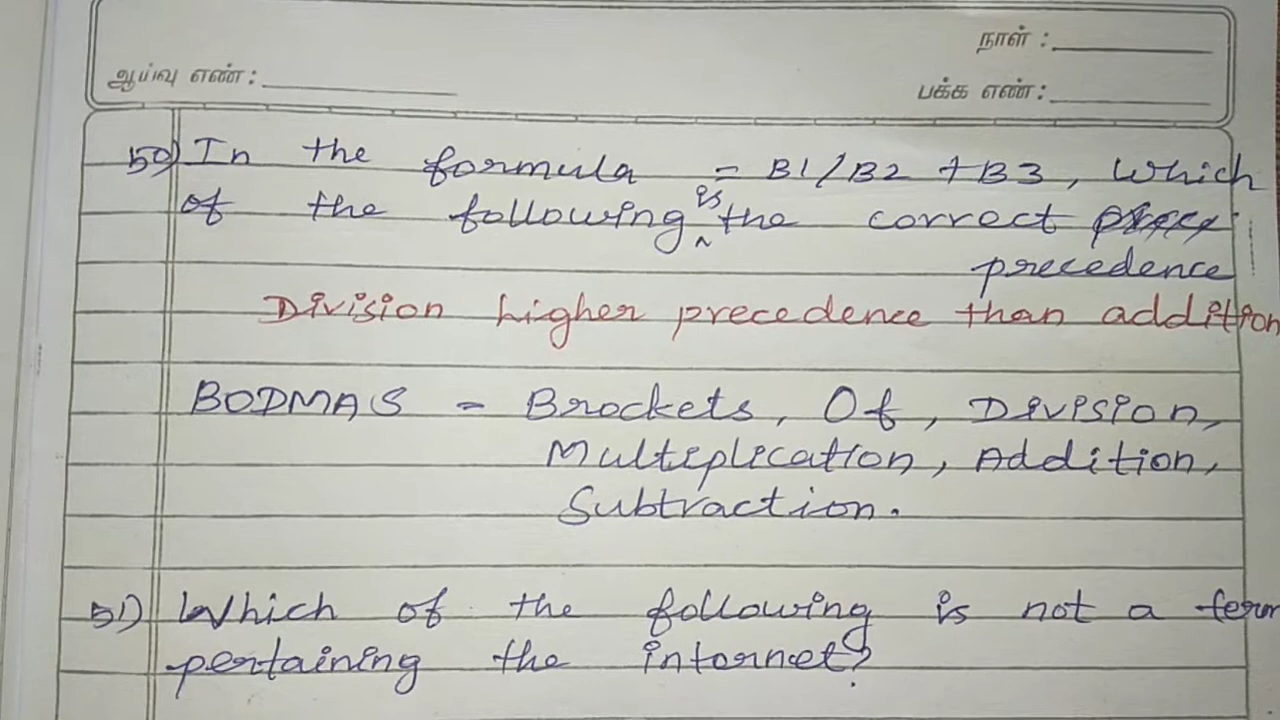 நாள் :
ஆய்வு எண் :
பக்க எண் :
50) In the formula = B1/B2 +B3, which
of the following is the correct
precedence
Division higher precedence than addition
BODMAS - Brockets, Of, Division,
Multiplication, Addition,
Subtraction.
51) Which of the following is not a term
pertaining the internet?